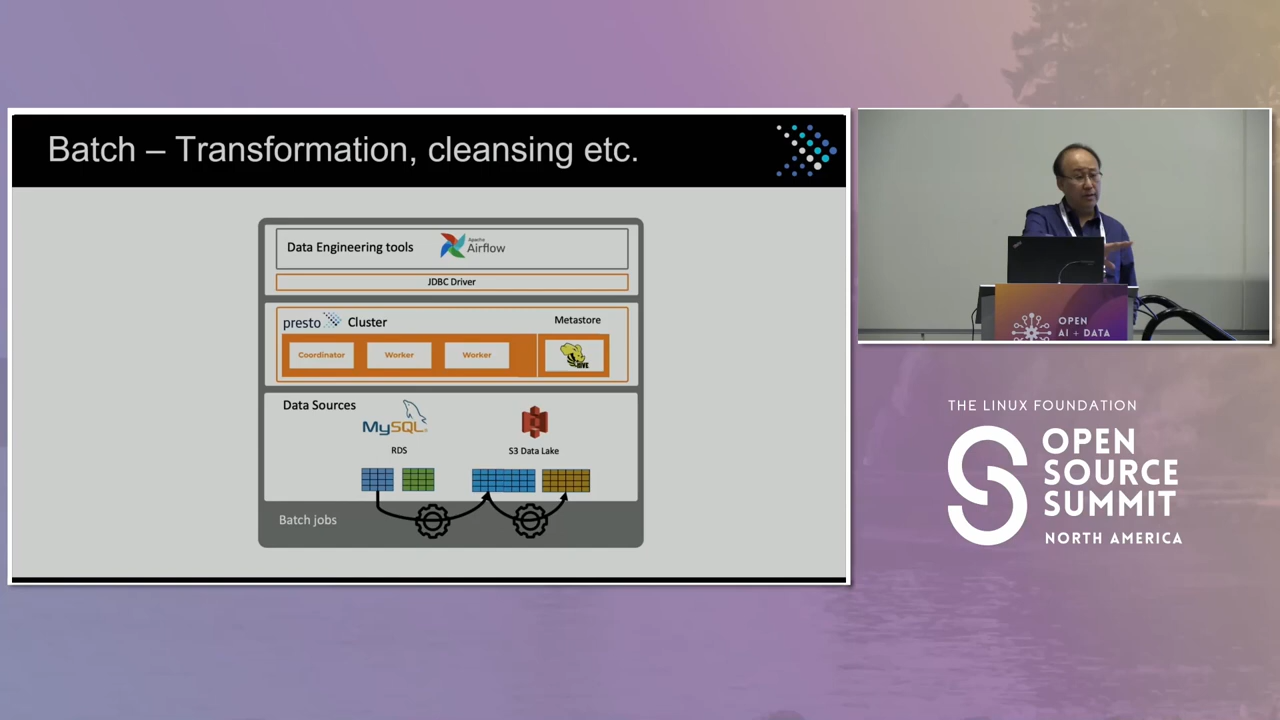 Batch – Transformation, cleansing etc.
Data Engineering tools
Apache
Airflow
JDBC Driver
presto Cluster
Metastore
Coordinator
Worker
Worker
HIVE
Data Sources
MySQL
RDS
S3 Data Lake
Batch jobs
OPEN
AI + DATA
THE LINUX FOUNDATION
OPEN
SOURCE
SUMMIT
NORTH AMERICA